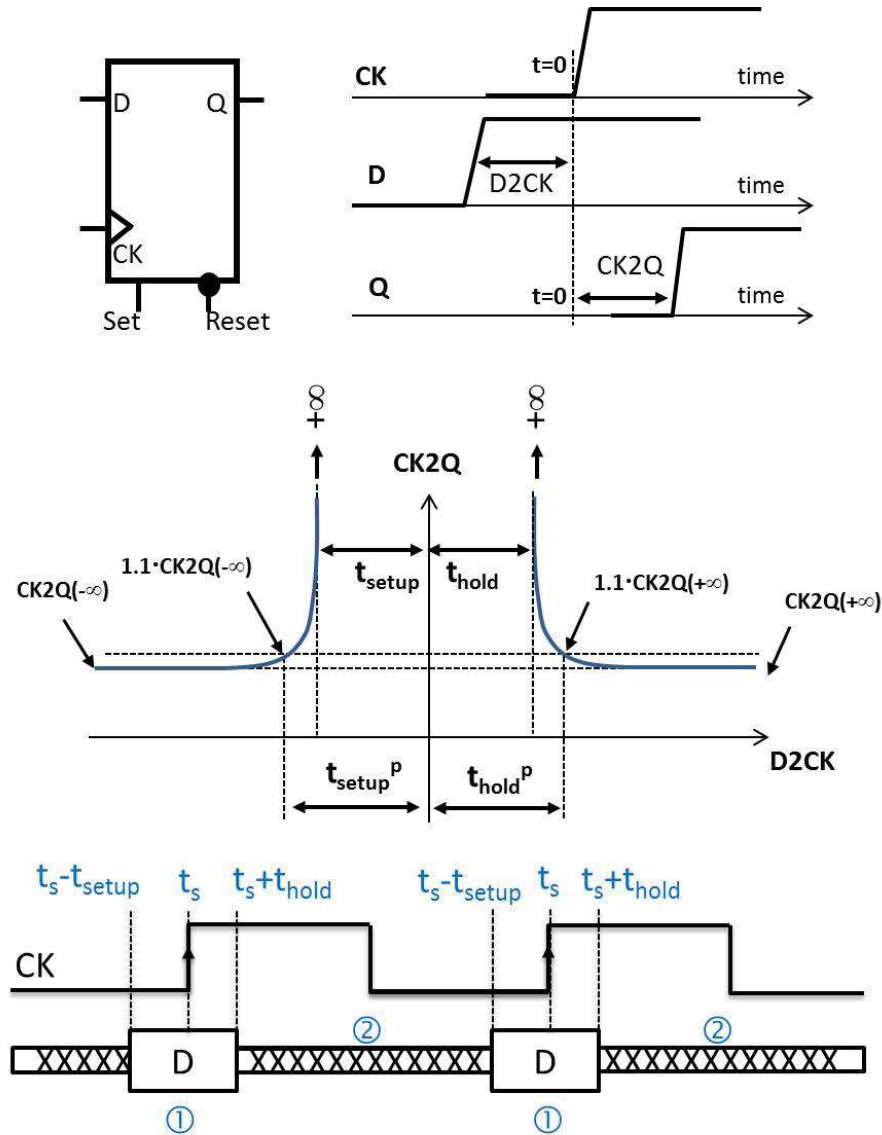 D Q
CK
Set Reset
CK t=0 time
D D2CK time
Q t=0 CK2Q time
+∞ +∞
CK2Q
CK2Q(-∞) 1.1·CK2Q(-∞) t_setup t_hold 1.1·CK2Q(+∞) CK2Q(+∞)
D2CK
t_setup^p t_hold^p
t_s-t_setup t_s t_s+t_hold t_s-t_setup t_s t_s+t_hold
CK
② ②
D D
① ①